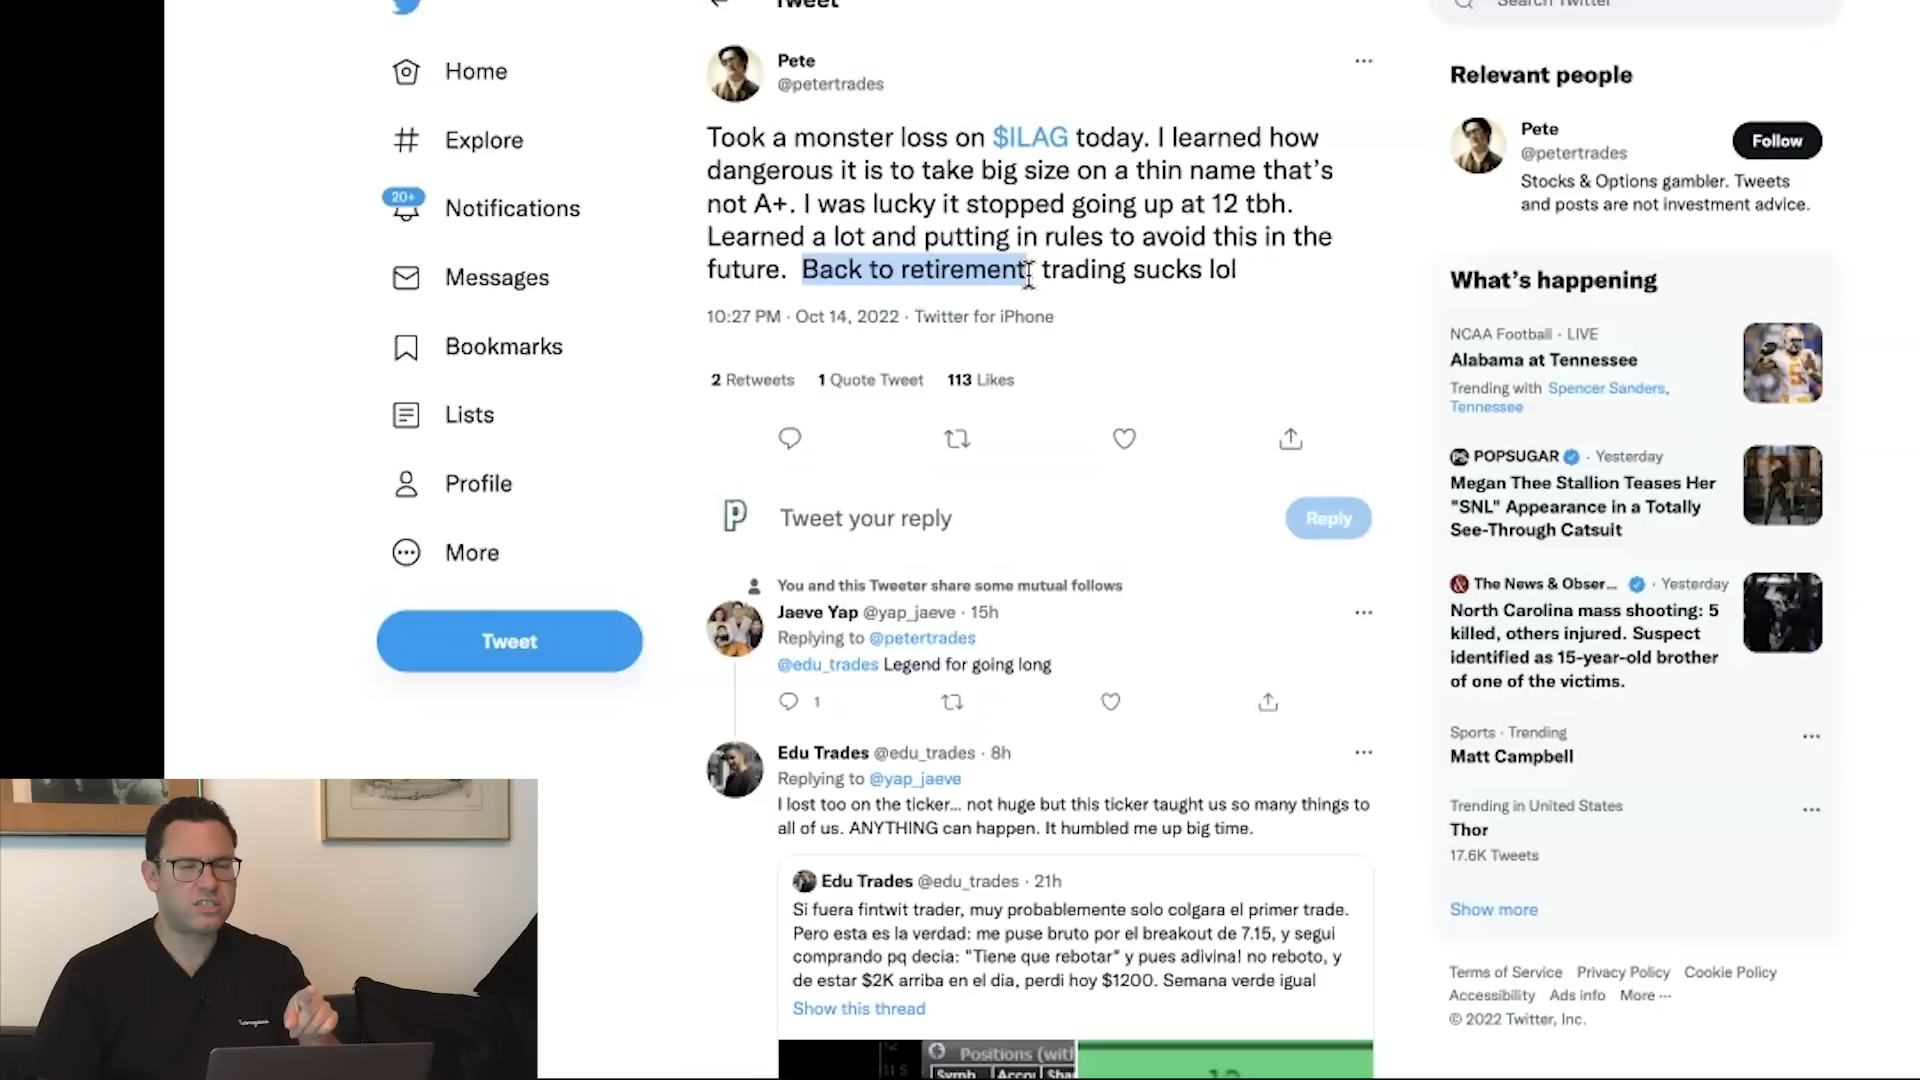 Tweet
Search Twitter
Home
Explore
20+
Notifications
Messages
Bookmarks
Lists
Profile
More
Tweet
Pete
@petertrades
Took a monster loss on $ILAG today. I learned how
dangerous it is to take big size on a thin name that's
not A+. I was lucky it stopped going up at 12 tbh.
Learned a lot and putting in rules to avoid this in the
future. Back to retirement, trading sucks lol
10:27 PM · Oct 14, 2022 · Twitter for iPhone
2 Retweets 1 Quote Tweet 113 Likes
Tweet your reply
Reply
You and this Tweeter share some mutual follows
Jaeve Yap @yap_jaeve · 15h
Replying to @petertrades
@edu_trades Legend for going long
1
Edu Trades @edu_trades · 8h
Replying to @yap_jaeve
I lost too on the ticker... not huge but this ticker taught us so many things to
all of us. ANYTHING can happen. It humbled me up big time.
Edu Trades @edu_trades · 21h
Si fuera fintwit trader, muy probablemente solo colgara el primer trade.
Pero esta es la verdad: me puse bruto por el breakout de 7.15, y segui
comprando pq decia: "Tiene que rebotar" y pues adivina! no reboto, y
de estar $2K arriba en el dia, perdi hoy $1200. Semana verde igual
Show this thread
Positions (with
Symb Accou Sha
Relevant people
Pete
@petertrades
Follow
Stocks & Options gambler. Tweets
and posts are not investment advice.
What's happening
NCAA Football · LIVE
Alabama at Tennessee
Trending with Spencer Sanders,
Tennessee
POPSUGAR · Yesterday
Megan Thee Stallion Teases Her
"SNL" Appearance in a Totally
See-Through Catsuit
The News & Obser... · Yesterday
North Carolina mass shooting: 5
killed, others injured. Suspect
identified as 15-year-old brother
of one of the victims.
Sports · Trending
Matt Campbell
Trending in United States
Thor
17.6K Tweets
Show more
Terms of Service Privacy Policy Cookie Policy
Accessibility Ads info More ···
© 2022 Twitter, Inc.